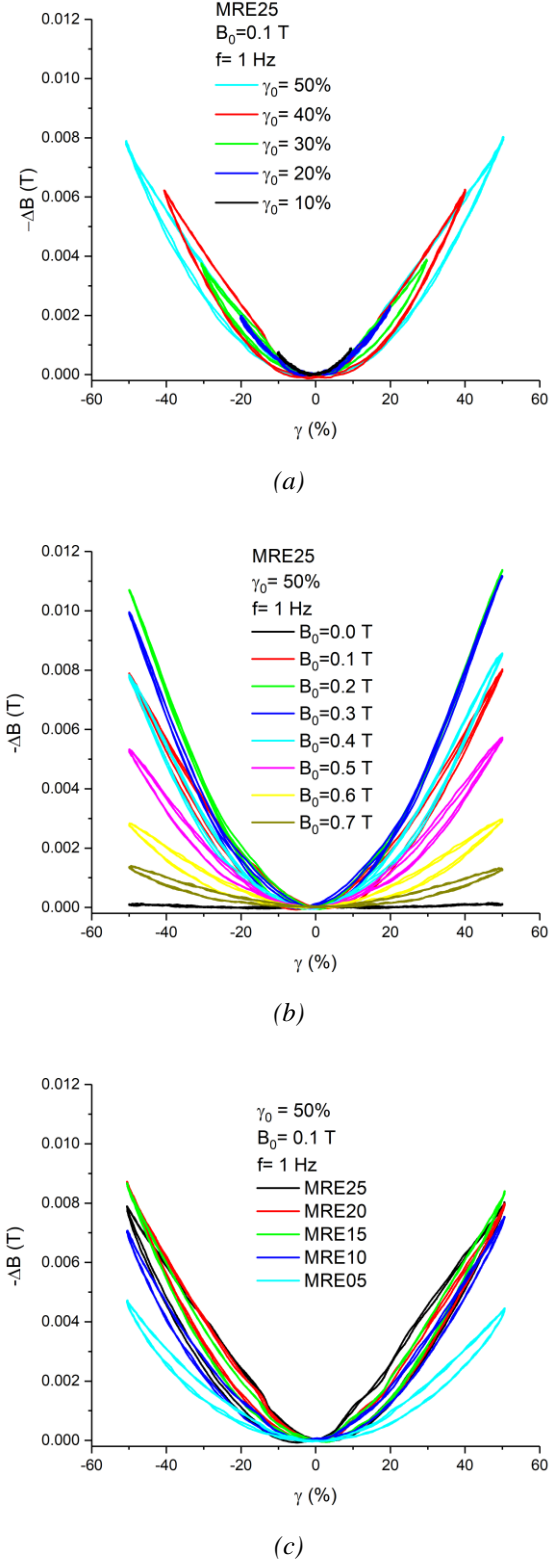 MRE25
B₀=0.1 T
f= 1 Hz
γ₀= 50%
γ₀= 40%
γ₀= 30%
γ₀= 20%
γ₀= 10%
−ΔB (T)
0.012
0.010
0.008
0.006
0.004
0.002
0.000
-60 -40 -20 0 20 40 60
γ (%)
(a)
MRE25
γ₀= 50%
f= 1 Hz
B₀=0.0 T
B₀=0.1 T
B₀=0.2 T
B₀=0.3 T
B₀=0.4 T
B₀=0.5 T
B₀=0.6 T
B₀=0.7 T
-ΔB (T)
0.012
0.010
0.008
0.006
0.004
0.002
0.000
-60 -40 -20 0 20 40 60
γ (%)
(b)
γ₀ = 50%
B₀= 0.1 T
f= 1 Hz
MRE25
MRE20
MRE15
MRE10
MRE05
-ΔB (T)
0.012
0.010
0.008
0.006
0.004
0.002
0.000
-60 -40 -20 0 20 40 60
γ (%)
(c)